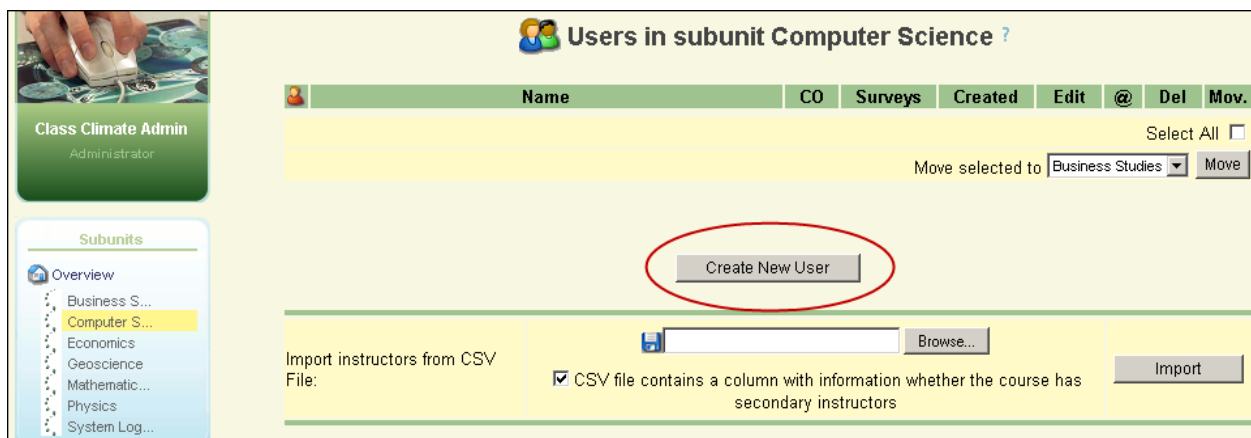 Users in subunit Computer Science ?
Name CO Surveys Created Edit @ Del Mov.
Class Climate Admin
Administrator
Select All
Move selected to Business Studies Move
Subunits
Overview
Business S...
Computer S...
Economics
Geoscience
Mathematic...
Physics
System Log...
Create New User
Import instructors from CSV
File:
Browse...
CSV file contains a column with information whether the course has
secondary instructors
Import